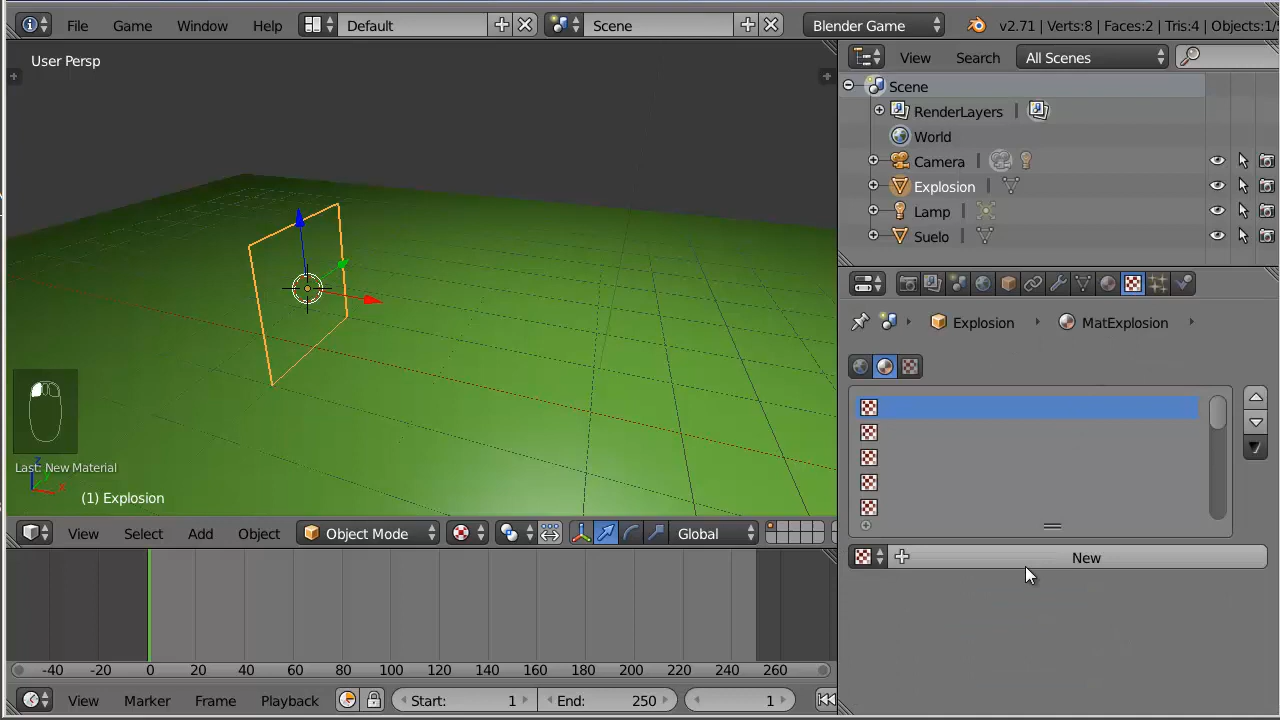 File Game Window Help Default Scene Blender Game v2.71 | Verts:8 | Faces:2 | Tris:4 | Objects:1/
User Persp
View Search All Scenes
Scene
RenderLayers
World
Camera
Explosion
Lamp
Suelo
Explosion MatExplosion
New
Last: New Material
z y x
(1) Explosion
View Select Add Object Object Mode Global
-40 -20 0 20 40 60 80 100 120 140 160 180 200 220 240 260
View Marker Frame Playback Start: 1 End: 250 1